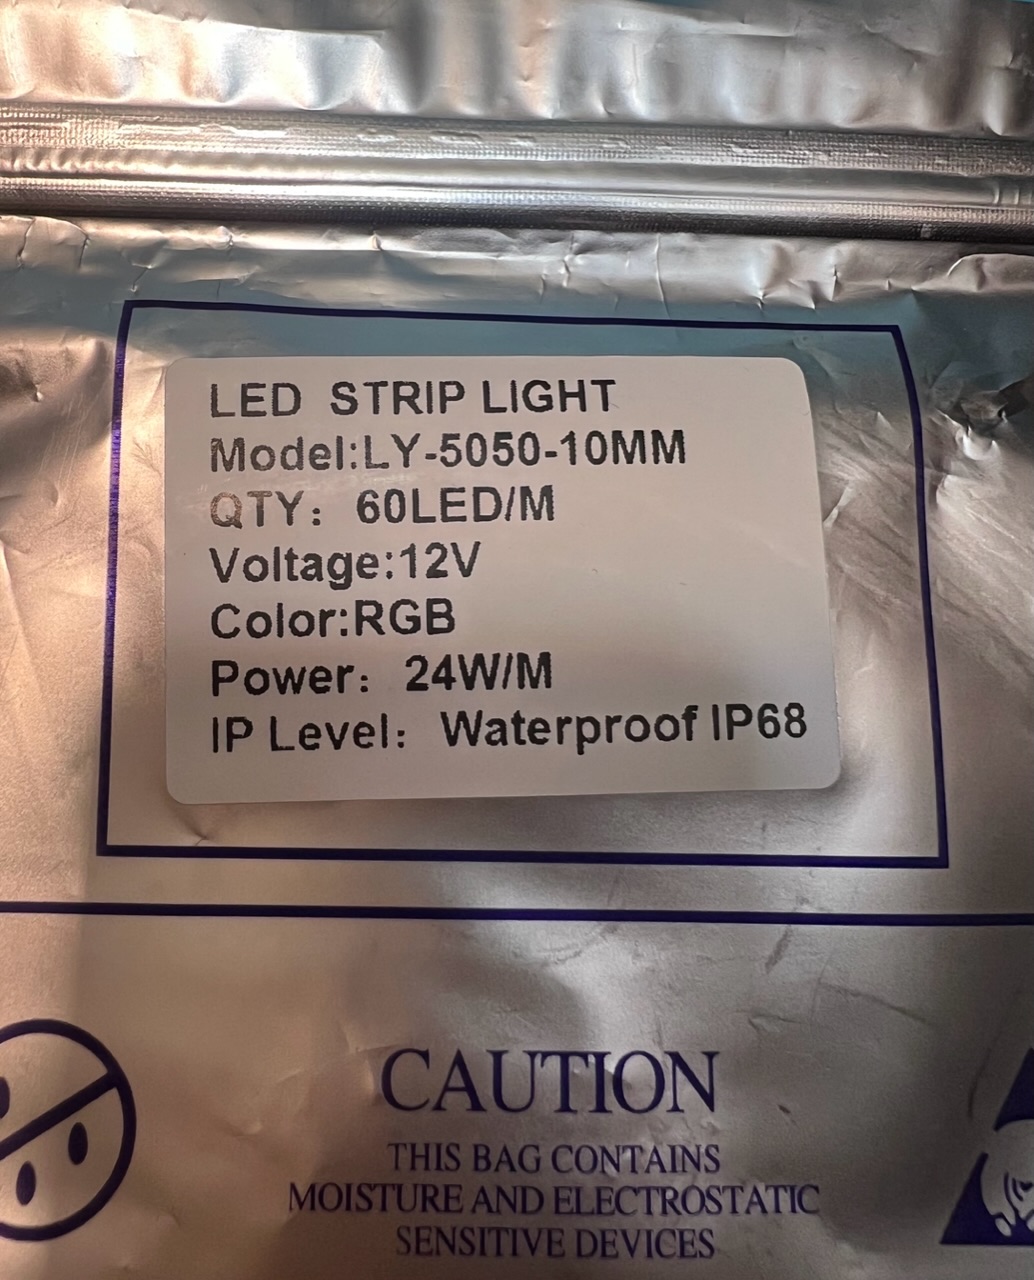 LED STRIP LIGHT
Model:LY-5050-10MM
QTY: 60LED/M
Voltage:12V
Color:RGB
Power: 24W/M
IP Level: Waterproof IP68
CAUTION
THIS BAG CONTAINS
MOISTURE AND ELECTROSTATIC
SENSITIVE DEVICES